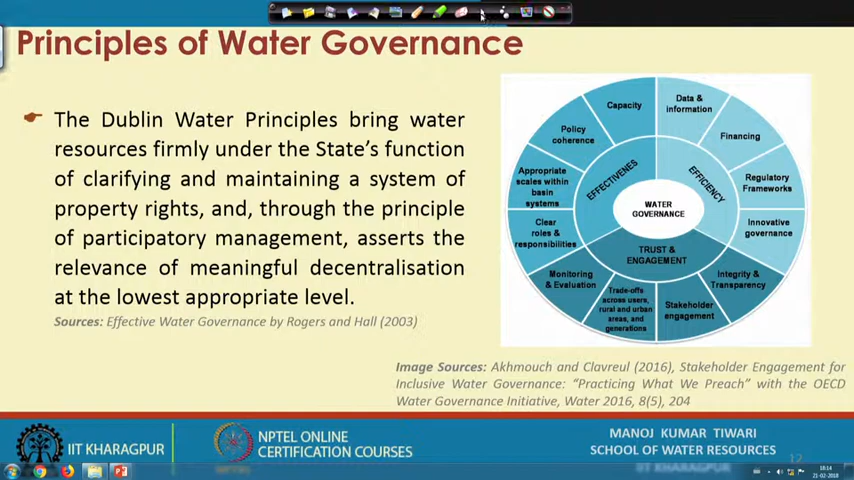 Principles of Water Governance
The Dublin Water Principles bring water
resources firmly under the State's function
of clarifying and maintaining a system of
property rights, and, through the principle
of participatory management, asserts the
relevance of meaningful decentralisation
at the lowest appropriate level.
Sources: Effective Water Governance by Rogers and Hall (2003)
Capacity
Data &
information
Policy
coherence
Financing
Appropriate
scales within
basin
systems
EFFECTIVENES
EFFICIENCY
Regulatory
Frameworks
WATER
GOVERNANCE
Clear
roles &
responsibilities
Innovative
governance
TRUST &
ENGAGEMENT
Monitoring
& Evaluation
Trade-offs
across users,
rural and urban
areas, and
generations
Stakeholder
engagement
Integrity &
Transparency
Image Sources: Akhmouch and Clavreul (2016), Stakeholder Engagement for
Inclusive Water Governance: "Practicing What We Preach" with the OECD
Water Governance Initiative, Water 2016, 8(5), 204
IIT KHARAGPUR
NPTEL ONLINE
CERTIFICATION COURSES
MANOJ KUMAR TIWARI
SCHOOL OF WATER RESOURCES
12
18:14
21-02-2018